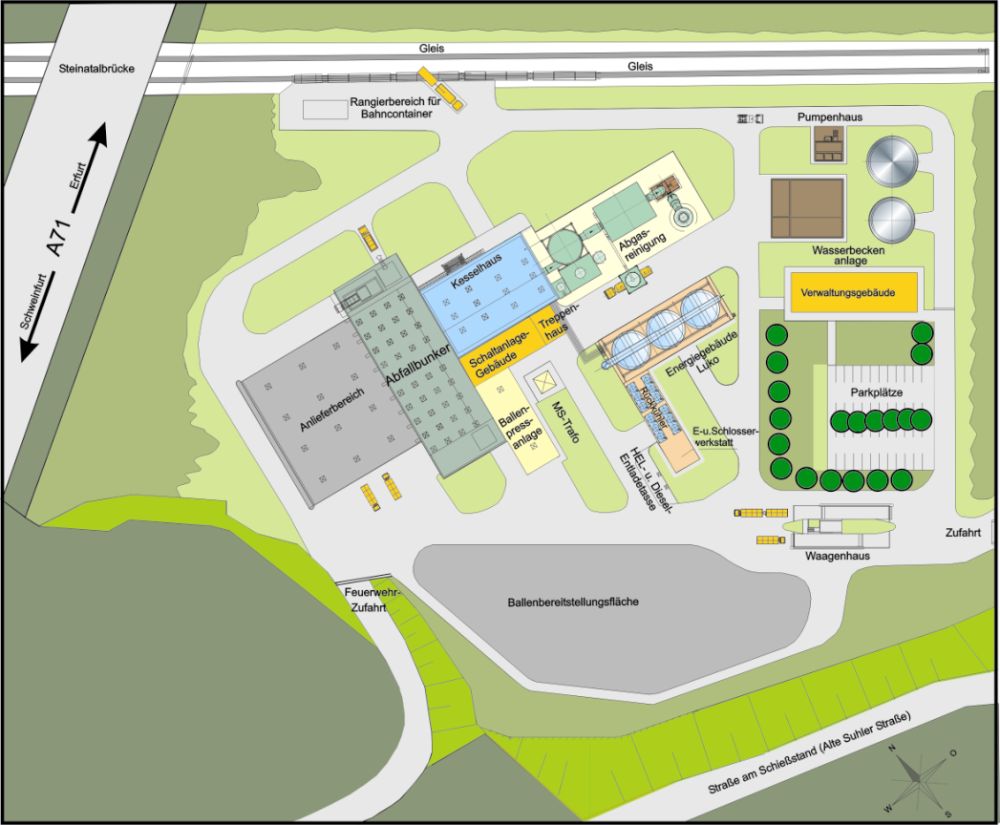 Gleis
Gleis
Steinatalbrücke
Rangierbereich für
Bahncontainer
Pumpenhaus
Erfurt
A71
Schweinfurt
Abgas-
reinigung
Kesselhaus
Wasserbecken
anlage
Verwaltungsgebäude
Treppen-
haus
Schaltanlage-
Gebäude
Abfallbunker
Anlieferbereich
Energiegebäude
Luko
Rückkühler
Parkplätze
Ballen-
press-
anlage
MS-Trafo
E-u.Schlosser-
werkstatt
HEL- u. Diesel-
Entladetasse
Zufahrt
Waagenhaus
Feuerwehr-
Zufahrt
Ballenbereitstellungsfläche
Straße am Schießstand (Alte Suhler Straße)
N
O
W
S